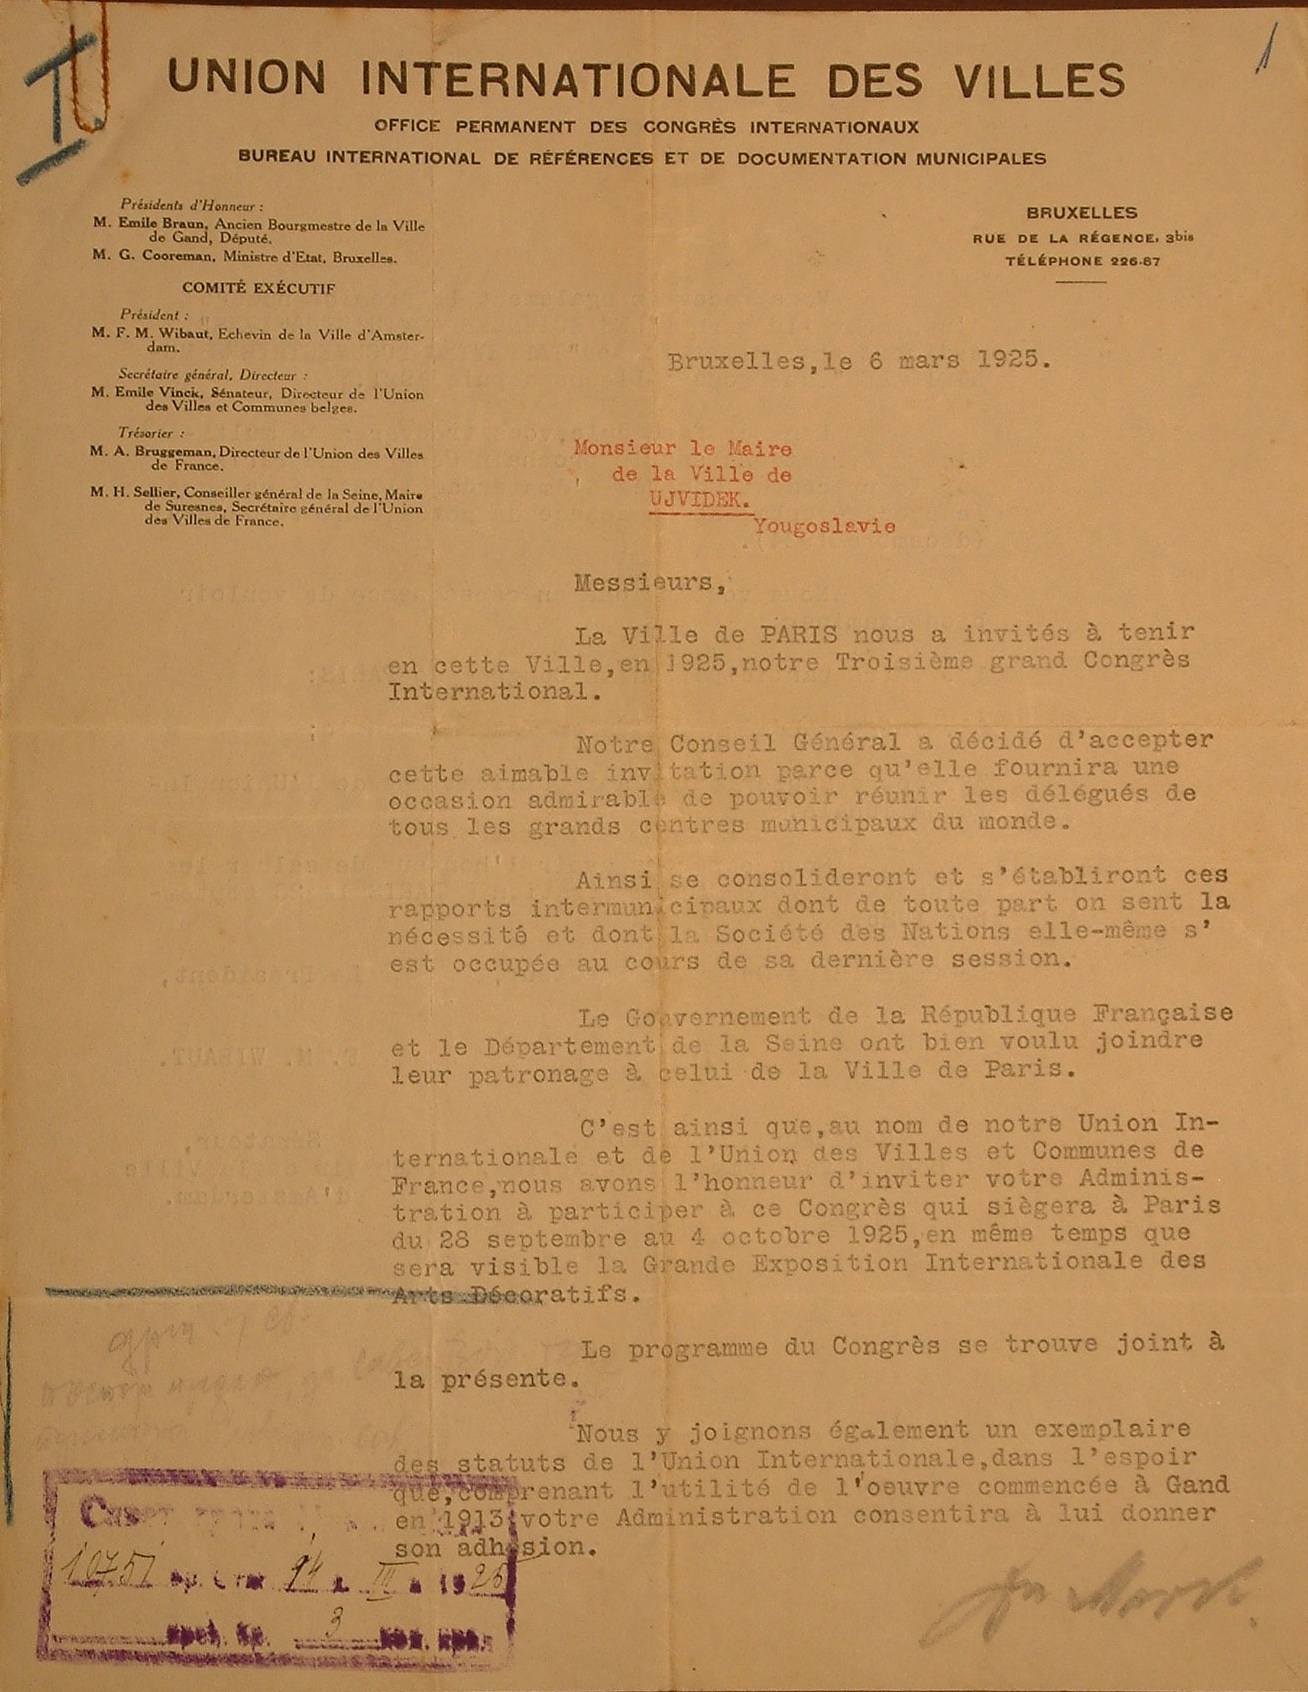 1
UNION INTERNATIONALE DES VILLES
OFFICE PERMANENT DES CONGRÈS INTERNATIONAUX
BUREAU INTERNATIONAL DE RÉFÉRENCES ET DE DOCUMENTATION MUNICIPALES
Présidents d'Honneur :
M. Emile Braun, Ancien Bourgmestre de la Ville
de Gand, Député.
M. G. Cooreman, Ministre d'Etat, Bruxelles.
COMITÉ EXÉCUTIF
Président :
M. F. M. Wibaut, Echevin de la Ville d'Amster-
dam.
Secrétaire général, Directeur :
M. Emile Vinck, Sénateur, Directeur de l'Union
des Villes et Communes belges.
Trésorier :
M. A. Bruggeman, Directeur de l'Union des Villes
de France.
M. H. Sellier, Conseiller général de la Seine, Maire
de Suresnes, Secrétaire général de l'Union
des Villes de France.
BRUXELLES
RUE DE LA RÉGENCE, 3bis
TÉLÉPHONE 226-87
Bruxelles,le 6 mars 1925.
Monsieur le Maire
de la Ville de
UJVIDEK.
Yougoslavie
Messieurs,
La Ville de PARIS nous a invités à tenir
en cette Ville,en 1925,notre Troisième grand Congrès
International.
Notre Conseil Général a décidé d'accepter
cette aimable invitation parce qu'elle fournira une
occasion admirable de pouvoir réunir les délégués de
tous les grands centres municipaux du monde.
Ainsi se consolideront et s'établiront ces
rapports intermunicipaux dont de toute part on sent la
nécessité et dont la Société des Nations elle-même s'
est occupée au cours de sa dernière session.
Le Gouvernement de la République Française
et le Département de la Seine ont bien voulu joindre
leur patronage à celui de la Ville de Paris.
C'est ainsi que,au nom de notre Union In-
ternationale et de l'Union des Villes et Communes de
France,nous avons l'honneur d'inviter votre Adminis-
tration à participer à ce Congrès qui siègera à Paris
du 28 septembre au 4 octobre 1925,en même temps que
sera visible la Grande Exposition Internationale des
Arts Décoratifs.
Le programme du Congrès se trouve joint à
la présente.
Nous y joignons également un exemplaire
des statuts de l'Union Internationale,dans l'espoir
que,comprenant l'utilité de l'oeuvre commencée à Gand
en 1913,votre Administration consentira à lui donner
son adhésion.
10751
III
1925
3